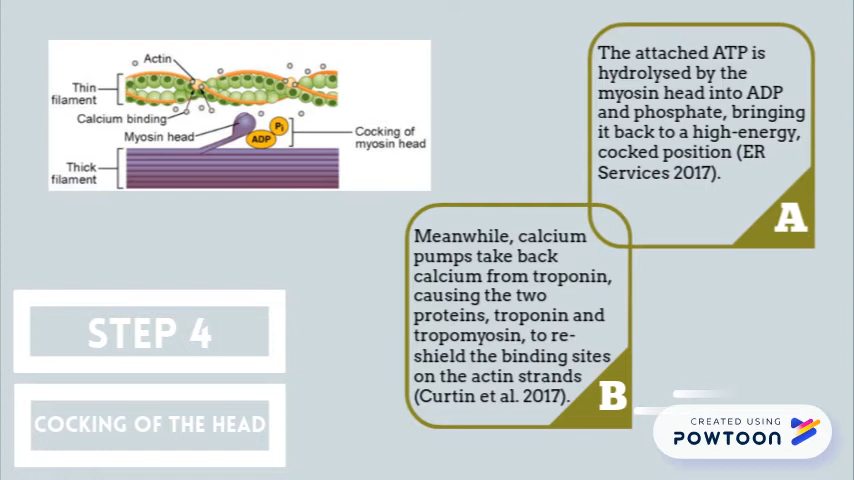 Actin
Thin
filament
Calcium binding
Myosin head
Pi
ADP
Cocking of
myosin head
Thick
filament
The attached ATP is
hydrolysed by the
myosin head into ADP
and phosphate, bringing
it back to a high-energy,
cocked position (ER
Services 2017).
A
Meanwhile, calcium
pumps take back
calcium from troponin,
causing the two
proteins, troponin and
tropomyosin, to re-
shield the binding sites
on the actin strands
(Curtin et al. 2017).
B
STEP 4
COCKING OF THE HEAD
CREATED USING
POWTOON